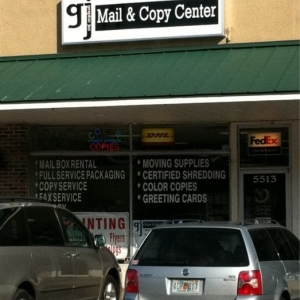 gj
Mail & Copy Center
COPIES
DHL
FedEx
*MAIL BOX RENTAL
*FULL SERVICE PACKAGING
*COPY SERVICE
*FAX SERVICE
*MOVING SUPPLIES
*CERTIFIED SHREDDING
*COLOR COPIES
*GREETING CARDS
5513
Flyers